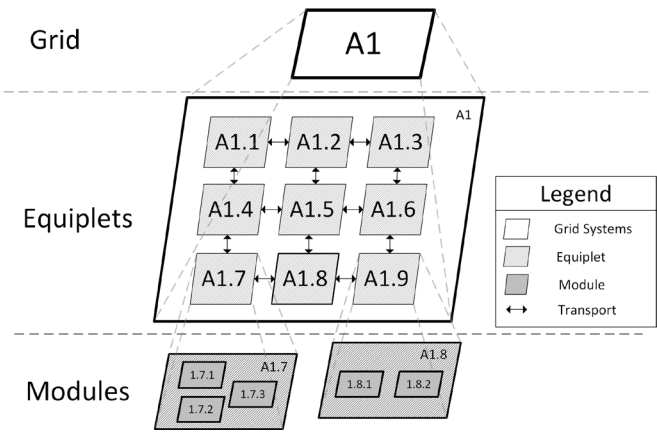 Grid
A1
A1
A1.1
A1.2
A1.3
A1.4
A1.5
A1.6
Equiplets
A1.7
A1.8
A1.9
Legend
Grid Systems
Equiplet
Module
Transport
Modules
A1.7
1.7.1
1.7.2
1.7.3
A1.8
1.8.1
1.8.2